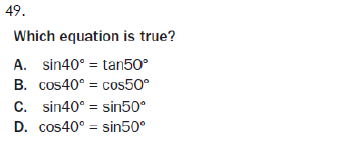 49.
Which equation is true?
A. sin40° = tan50°
B. cos40° = cos50°
C. sin40° = sin50°
D. cos40° = sin50°